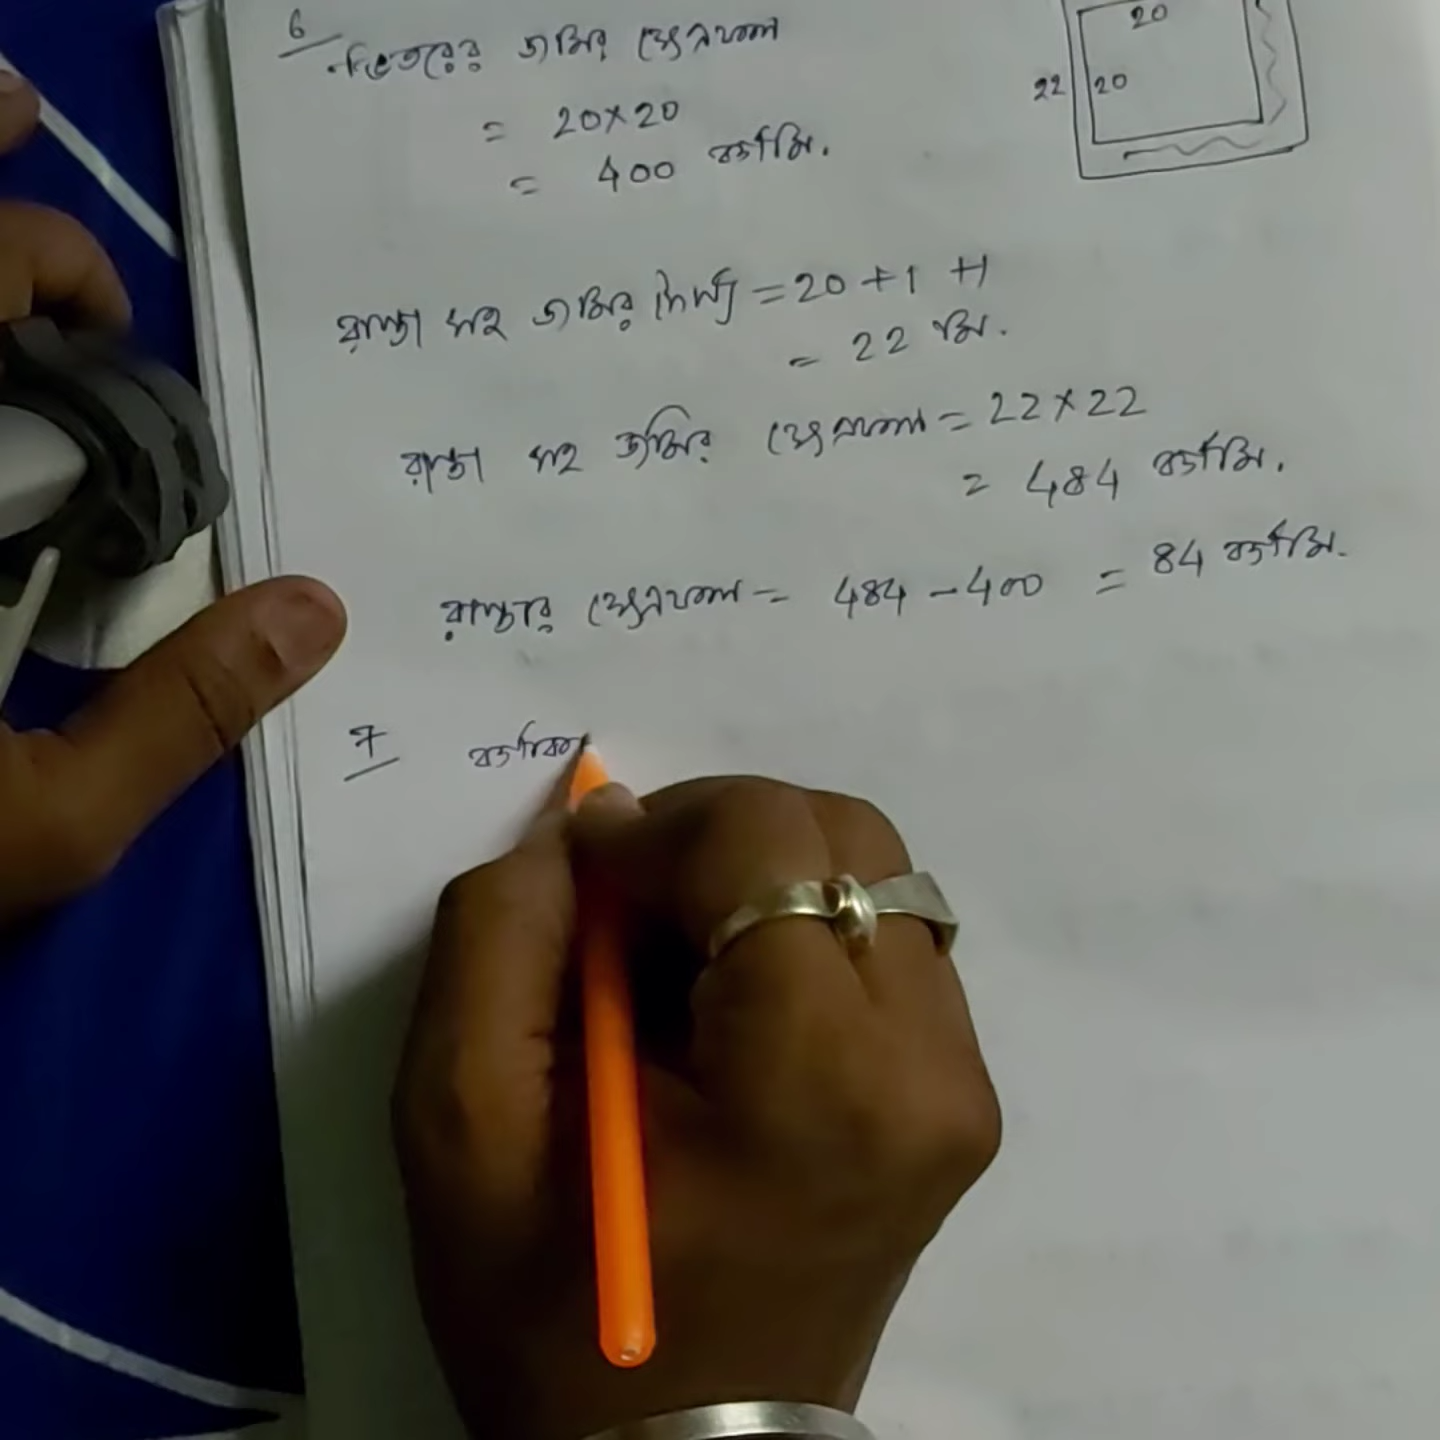 6 ভিতরের জমির ক্ষেত্রফল
= 20×20
= 400 বর্গমি.
20
22 20
রাস্তা সহ জমির দৈর্ঘ্য = 20 + 1 + 1
= 22 মি.
রাস্তা সহ জমির ক্ষেত্রফল = 22 × 22
= 484 বর্গমি.
রাস্তার ক্ষেত্রফল = 484 - 400 = 84 বর্গমি.
7 বর্গাকা